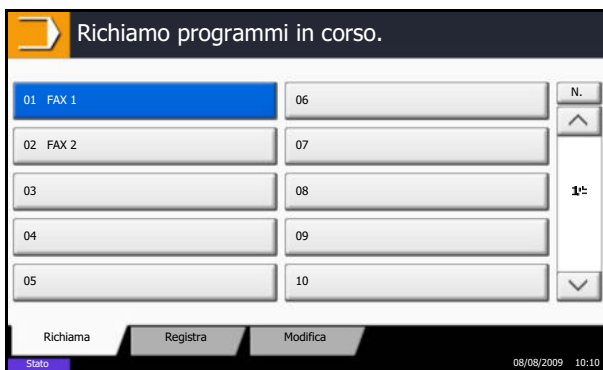 Richiamo programmi in corso.
01 FAX 1
06
N.
02 FAX 2
07
03
08
04
09
05
10
Richiama
Registra
Modifica
Stato
08/08/2009 10:10